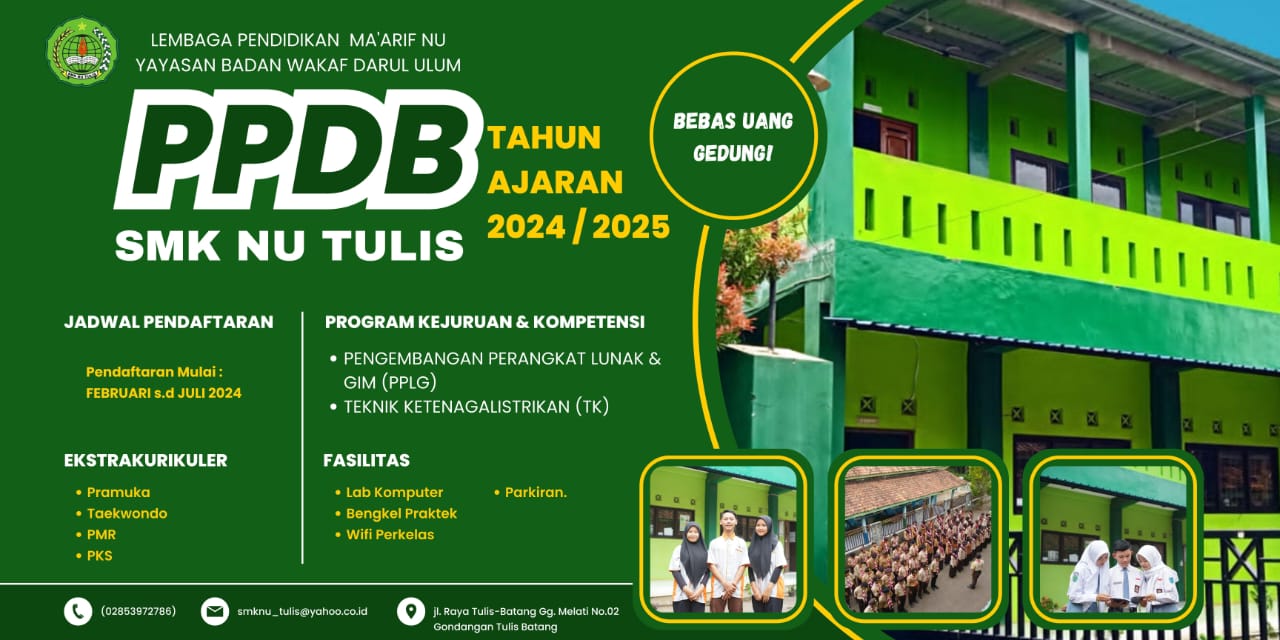 LEMBAGA PENDIDIKAN MA'ARIF NU
YAYASAN BADAN WAKAF DARUL ULUM
PPDB
SMK NU TULIS
TAHUN
AJARAN
2024 / 2025
BEBAS UANG
GEDUNG!
JADWAL PENDAFTARAN
Pendaftaran Mulai :
FEBRUARI s.d JULI 2024
PROGRAM KEJURUAN & KOMPETENSI
• PENGEMBANGAN PERANGKAT LUNAK &
GIM (PPLG)
• TEKNIK KETENAGALISTRIKAN (TK)
EKSTRAKURIKULER
• Pramuka
• Taekwondo
• PMR
• PKS
FASILITAS
• Lab Komputer
• Bengkel Praktek
• Wifi Perkelas
• Parkiran.
(02853972786)
smknu_tulis@yahoo.co.id
jl. Raya Tulis-Batang Gg. Melati No.02
Gondangan Tulis Batang